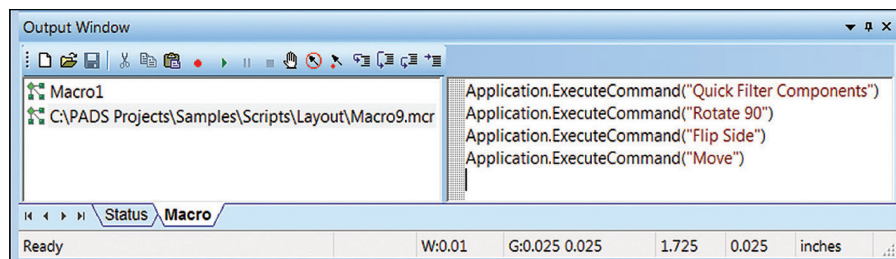 Output Window
Macro1
C:\PADS Projects\Samples\Scripts\Layout\Macro9.mcr
Application.ExecuteCommand("Quick Filter Components")
Application.ExecuteCommand("Rotate 90")
Application.ExecuteCommand("Flip Side")
Application.ExecuteCommand("Move")
Status Macro
Ready W:0.01 G:0.025 0.025 1.725 0.025 inches